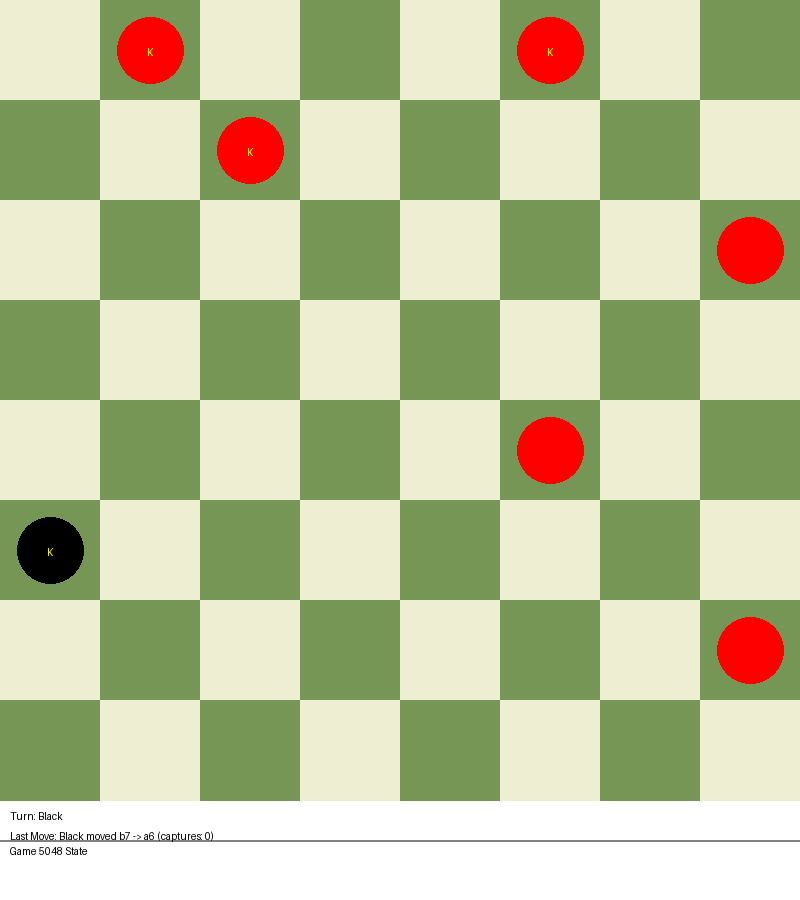 K K
K
K
Turn: Black
Last Move: Black moved b7 -> a6 (captures: 0)
Game 5048 State